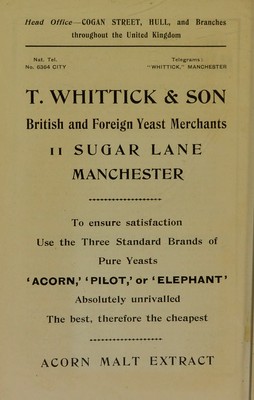 Head Office—COGAN STREET, HULL, and Branches
throughout the United Kingdom
Nat. Tel.
No. 9364 CITY
Telegrams:
"WHITTICK," MANCHESTER
T. WHITTICK & SON
British and Foreign Yeast Merchants
11 SUGAR LANE
MANCHESTER
To ensure satisfaction
Use the Three Standard Brands of
Pure Yeasts
'ACORN,' 'PILOT,' or 'ELEPHANT'
Absolutely unrivalled
The best, therefore the cheapest
ACORN MALT EXTRACT